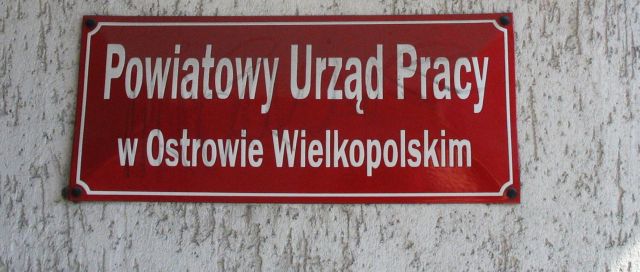 Powiatowy Urząd Pracy
w Ostrowie Wielkopolskim